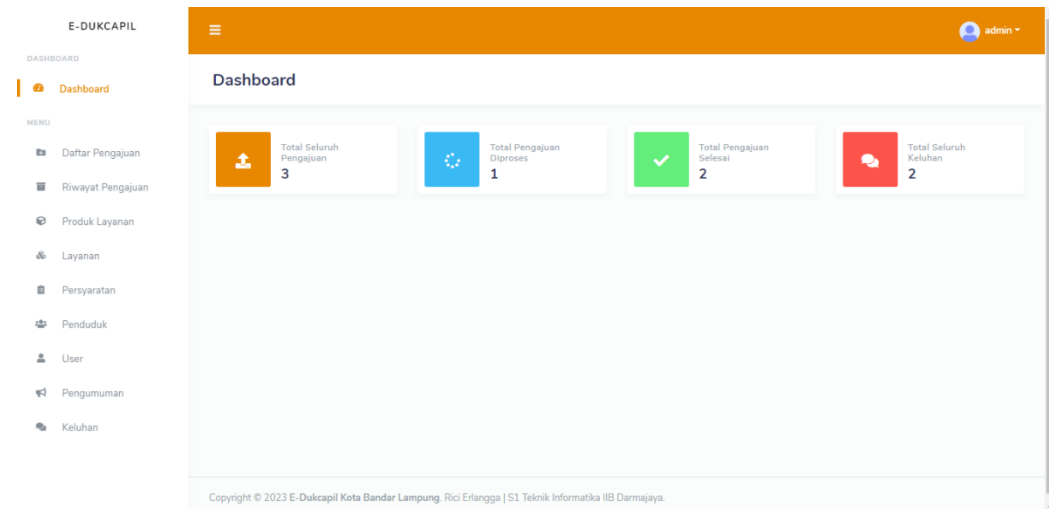 E-DUKCAPIL
DASHBOARD
Dashboard
MENU
Daftar Pengajuan
Riwayat Pengajuan
Produk Layanan
Layanan
Persyaratan
Penduduk
User
Pengumuman
Keluhan
admin
Dashboard
Total Seluruh
Pengajuan
3
Total Pengajuan
Diproses
1
Total Pengajuan
Selesai
2
Total Seluruh
Keluhan
2
Copyright © 2023 E-Dukcapil Kota Bandar Lampung. Rici Erlangga | S1 Teknik Informatika IIB Darmajaya.